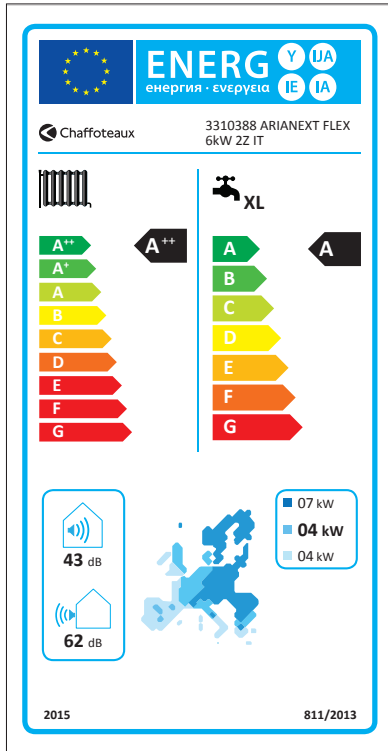 ENERG Y IJA
енергия · ενεργεια IE IA
Chaffoteaux
3310388 ARIANEXT FLEX
6kW 2Z IT
XL
A++
A+
A
B
C
D
E
F
G
A++
A
B
C
D
E
F
G
A
43 dB
62 dB
07 kW
04 kW
04 kW
2015
811/2013